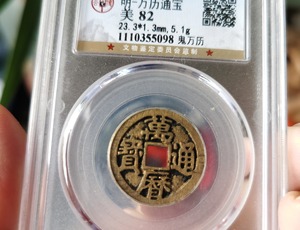 明-万历通宝
美 82
23.3*1.3mm,5.1g
1110355098 鬼万历
文物鉴定委员会监制
萬曆通寶